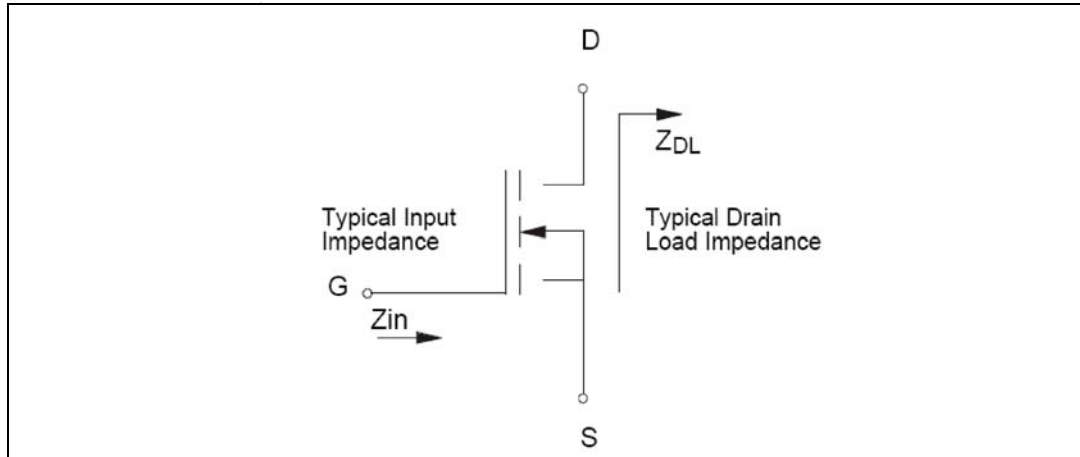 D
ZDL
Typical Input
Impedance
Typical Drain
Load Impedance
G
Zin
S